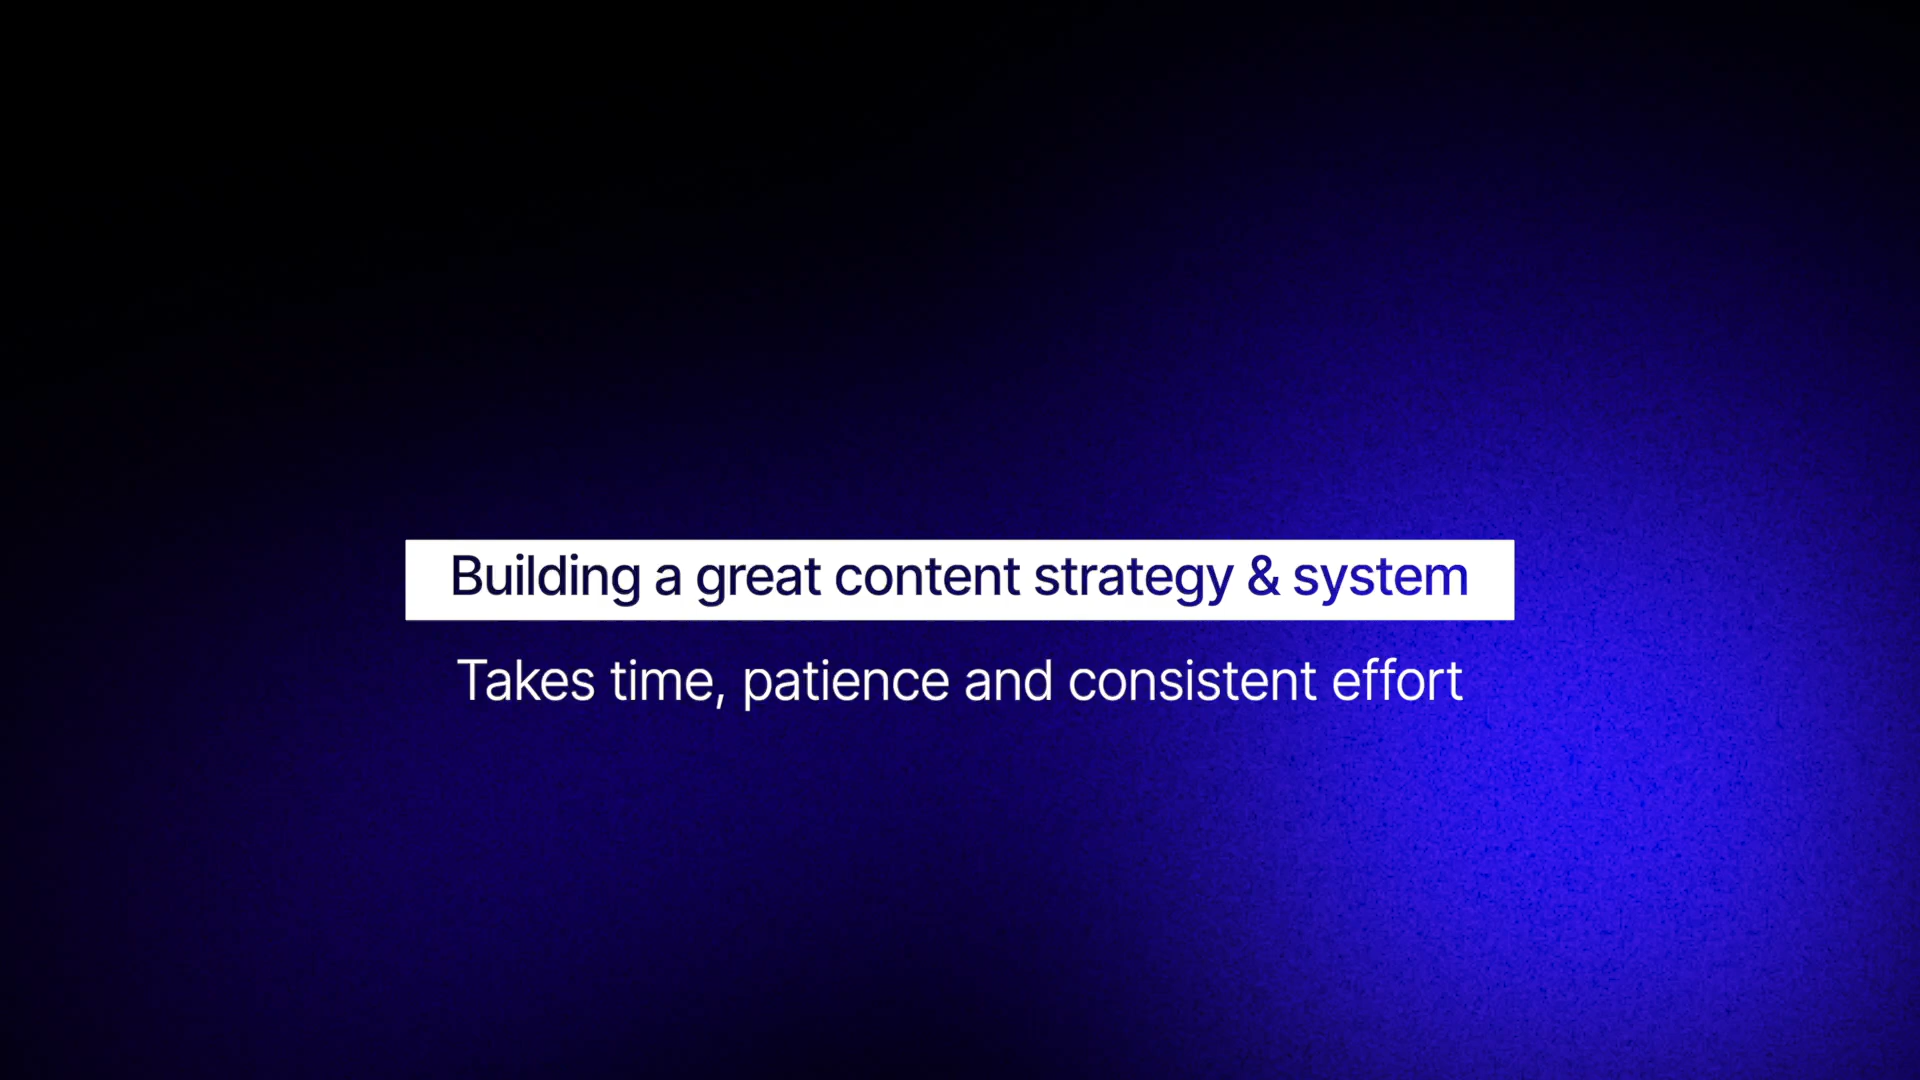 Building a great content strategy & system
Takes time, patience and consistent effort